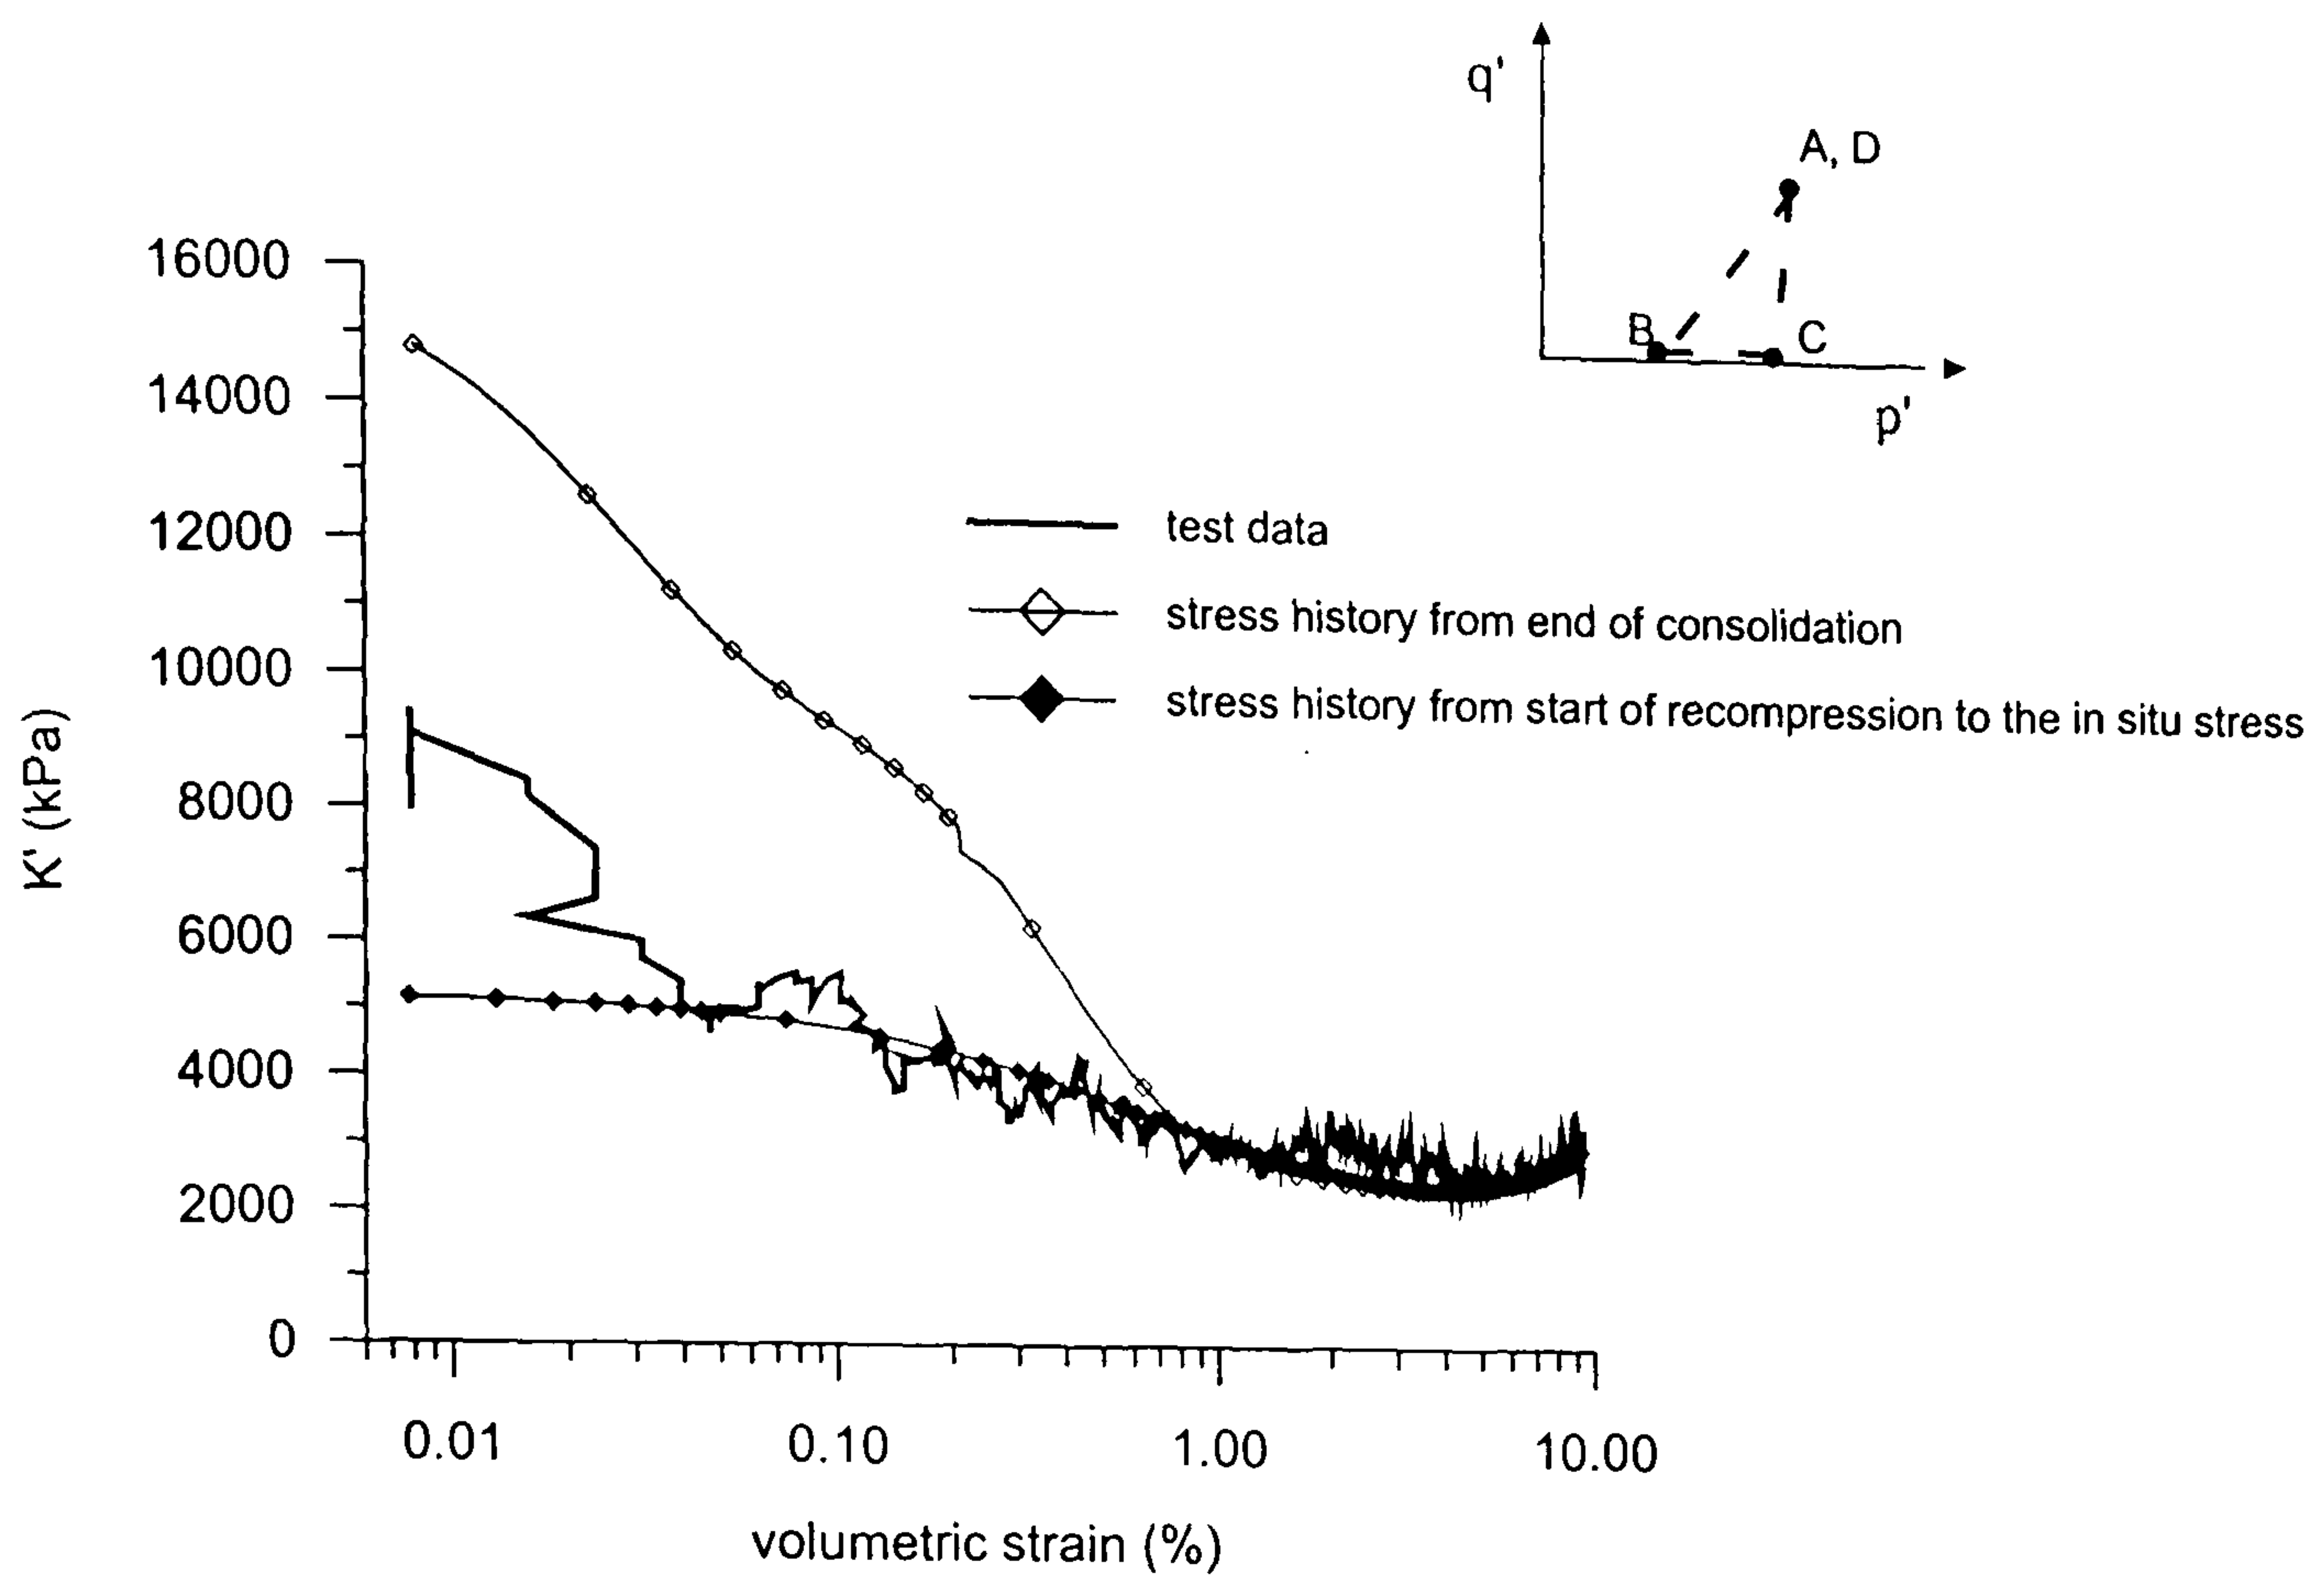 q'
A, D
B
C
p'
16000
14000
12000
10000
8000
6000
4000
2000
0
K' (kPa)
test data
stress history from end of consolidation
stress history from start of recompression to the in situ stress
0.01
0.10
1.00
10.00
volumetric strain (%)